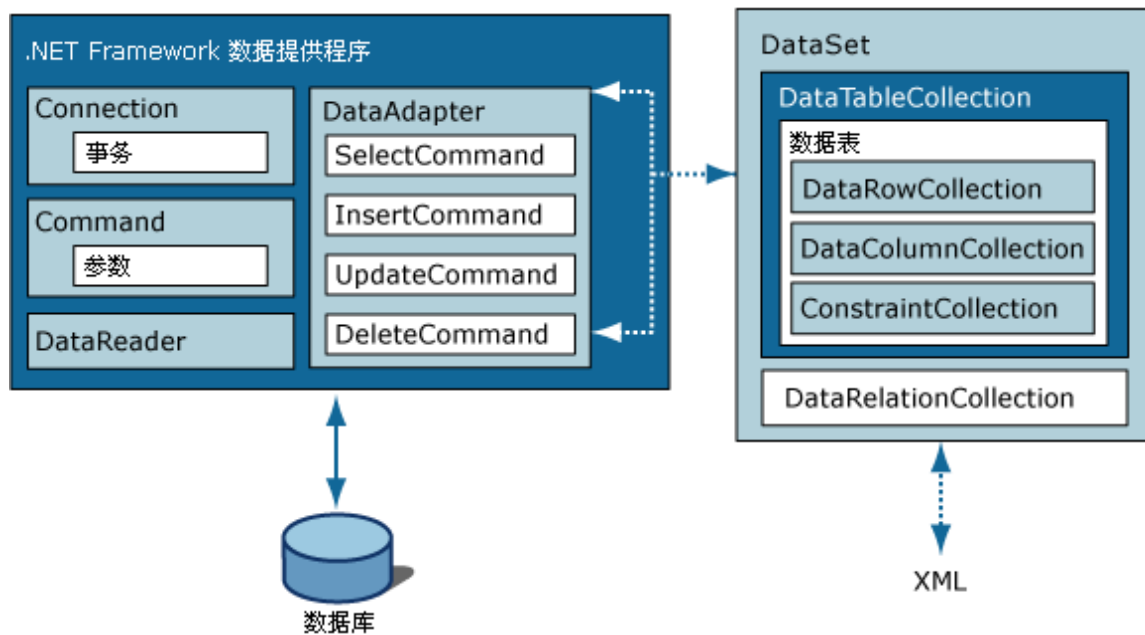 .NET Framework 数据提供程序
Connection
事务
Command
参数
DataReader
DataAdapter
SelectCommand
InsertCommand
UpdateCommand
DeleteCommand
数据库
DataSet
DataTableCollection
数据表
DataRowCollection
DataColumnCollection
ConstraintCollection
DataRelationCollection
XML